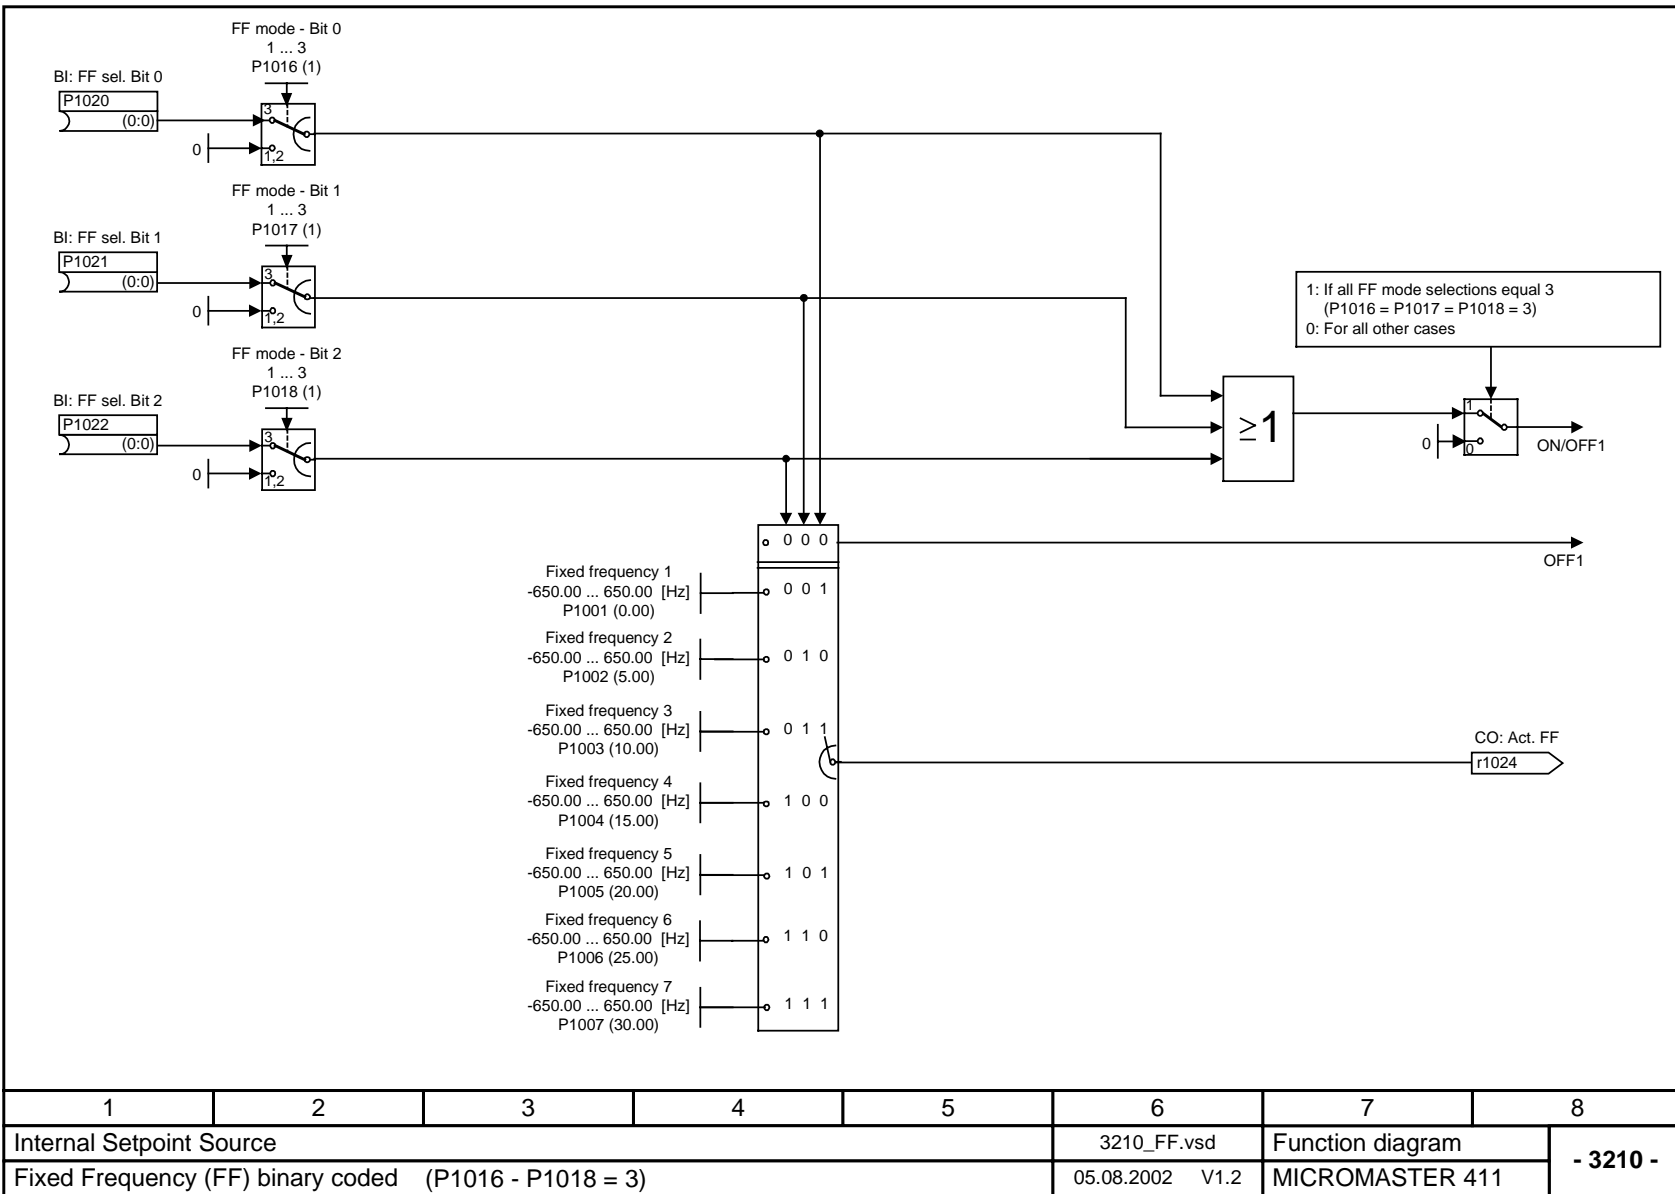 FF mode - Bit 0
1 ... 3
P1016 (1)
BI: FF sel. Bit 0
P1020
(0:0)
3
0
1,2
FF mode - Bit 1
1 ... 3
P1017 (1)
BI: FF sel. Bit 1
P1021
(0:0)
3
0
1,2
FF mode - Bit 2
1 ... 3
P1018 (1)
BI: FF sel. Bit 2
P1022
(0:0)
3
0
1,2
1: If all FF mode selections equal 3
(P1016 = P1017 = P1018 = 3)
0: For all other cases
≥1
1
0
0
ON/OFF1
0 0 0
OFF1
Fixed frequency 1
-650.00 ... 650.00 [Hz]
P1001 (0.00)
0 0 1
Fixed frequency 2
-650.00 ... 650.00 [Hz]
P1002 (5.00)
0 1 0
Fixed frequency 3
-650.00 ... 650.00 [Hz]
P1003 (10.00)
0 1 1
CO: Act. FF
r1024
Fixed frequency 4
-650.00 ... 650.00 [Hz]
P1004 (15.00)
1 0 0
Fixed frequency 5
-650.00 ... 650.00 [Hz]
P1005 (20.00)
1 0 1
Fixed frequency 6
-650.00 ... 650.00 [Hz]
P1006 (25.00)
1 1 0
Fixed frequency 7
-650.00 ... 650.00 [Hz]
P1007 (30.00)
1 1 1
1 2 3 4 5 6 7 8
Internal Setpoint Source
3210_FF.vsd
Function diagram
- 3210 -
Fixed Frequency (FF) binary coded (P1016 - P1018 = 3)
05.08.2002 V1.2
MICROMASTER 411